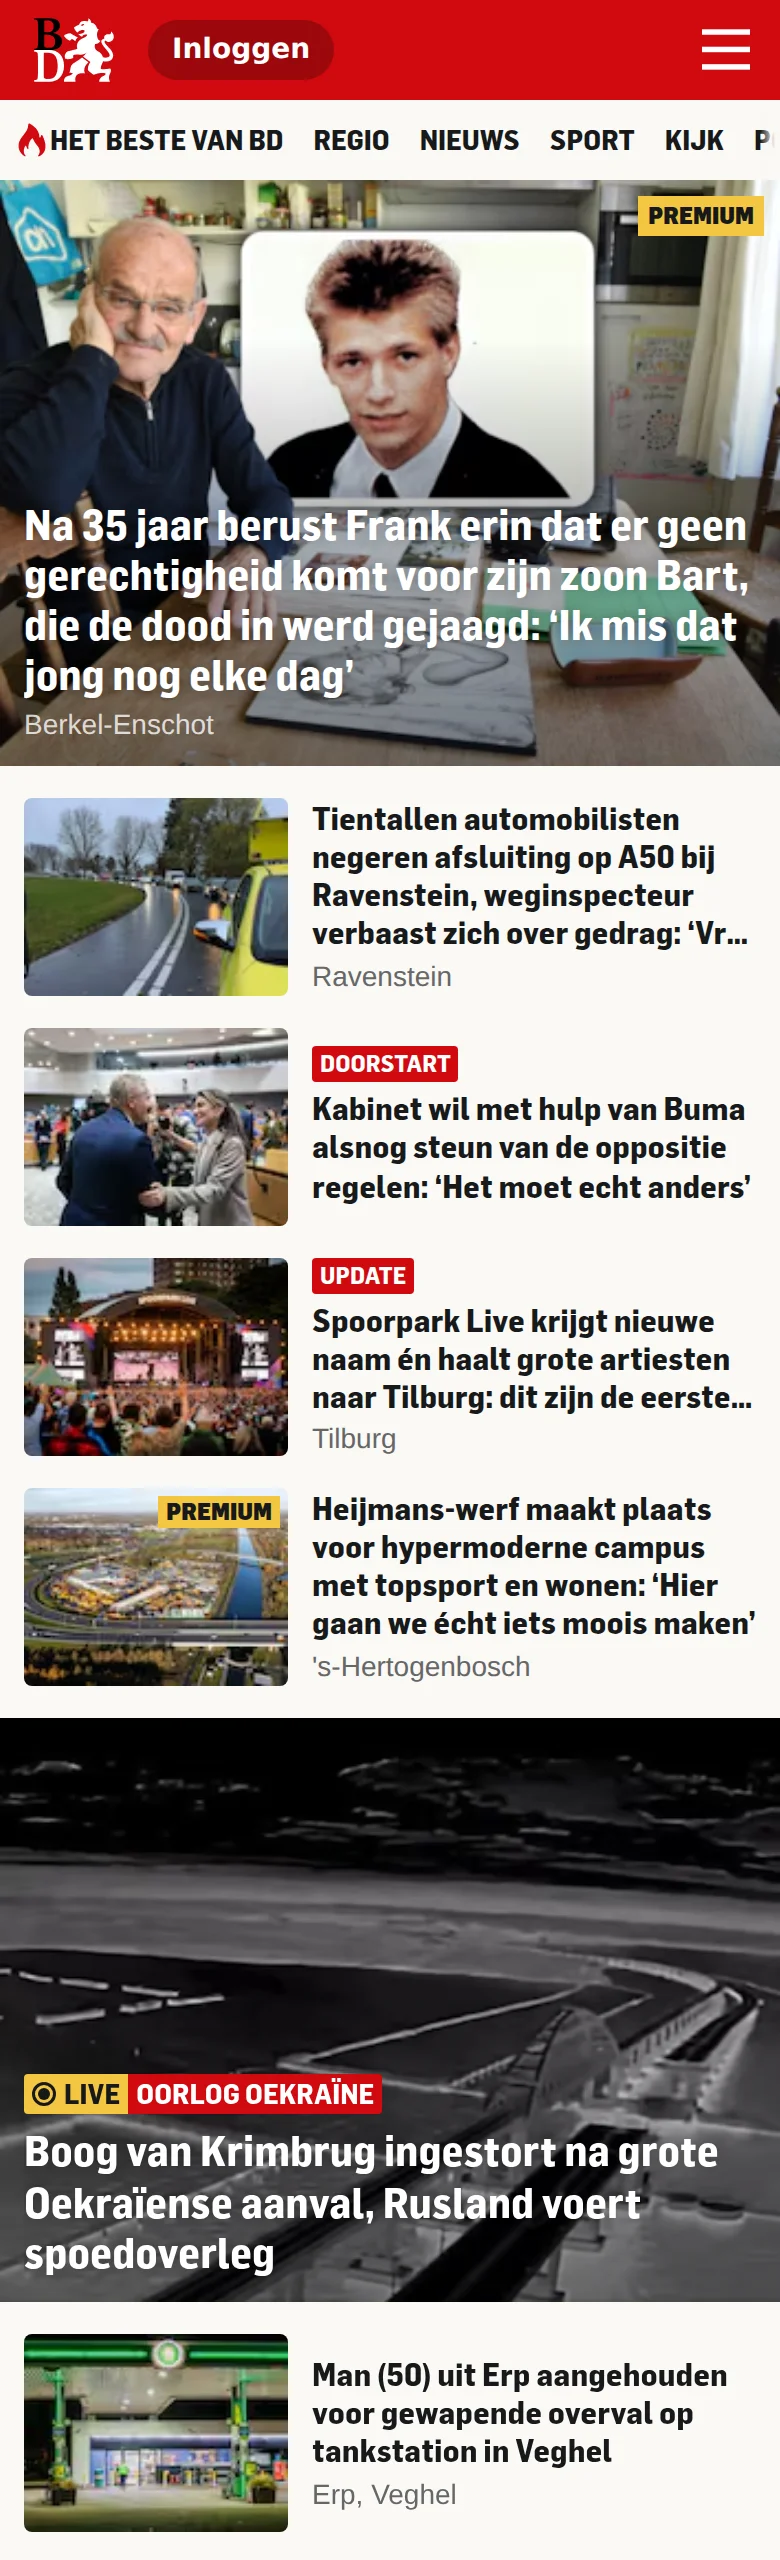 BD
Inloggen
HET BESTE VAN BD REGIO NIEUWS SPORT KIJK
PREMIUM
Na 35 jaar berust Frank erin dat er geen
gerechtigheid komt voor zijn zoon Bart,
die de dood in werd gejaagd: ‘Ik mis dat
jong nog elke dag’
Berkel-Enschot
Tientallen automobilisten
negeren afsluiting op A50 bij
Ravenstein, weginspecteur
verbaast zich over gedrag: ‘Vr...
Ravenstein
DOORSTART
Kabinet wil met hulp van Buma
alsnog steun van de oppositie
regelen: ‘Het moet echt anders’
UPDATE
Spoorpark Live krijgt nieuwe
naam én haalt grote artiesten
naar Tilburg: dit zijn de eerste...
Tilburg
PREMIUM
Heijmans-werf maakt plaats
voor hypermoderne campus
met topsport en wonen: ‘Hier
gaan we écht iets moois maken’
's-Hertogenbosch
LIVE OORLOG OEKRAÏNE
Boog van Krimbrug ingestort na grote
Oekraïense aanval, Rusland voert
spoedoverleg
Man (50) uit Erp aangehouden
voor gewapende overval op
tankstation in Veghel
Erp, Veghel